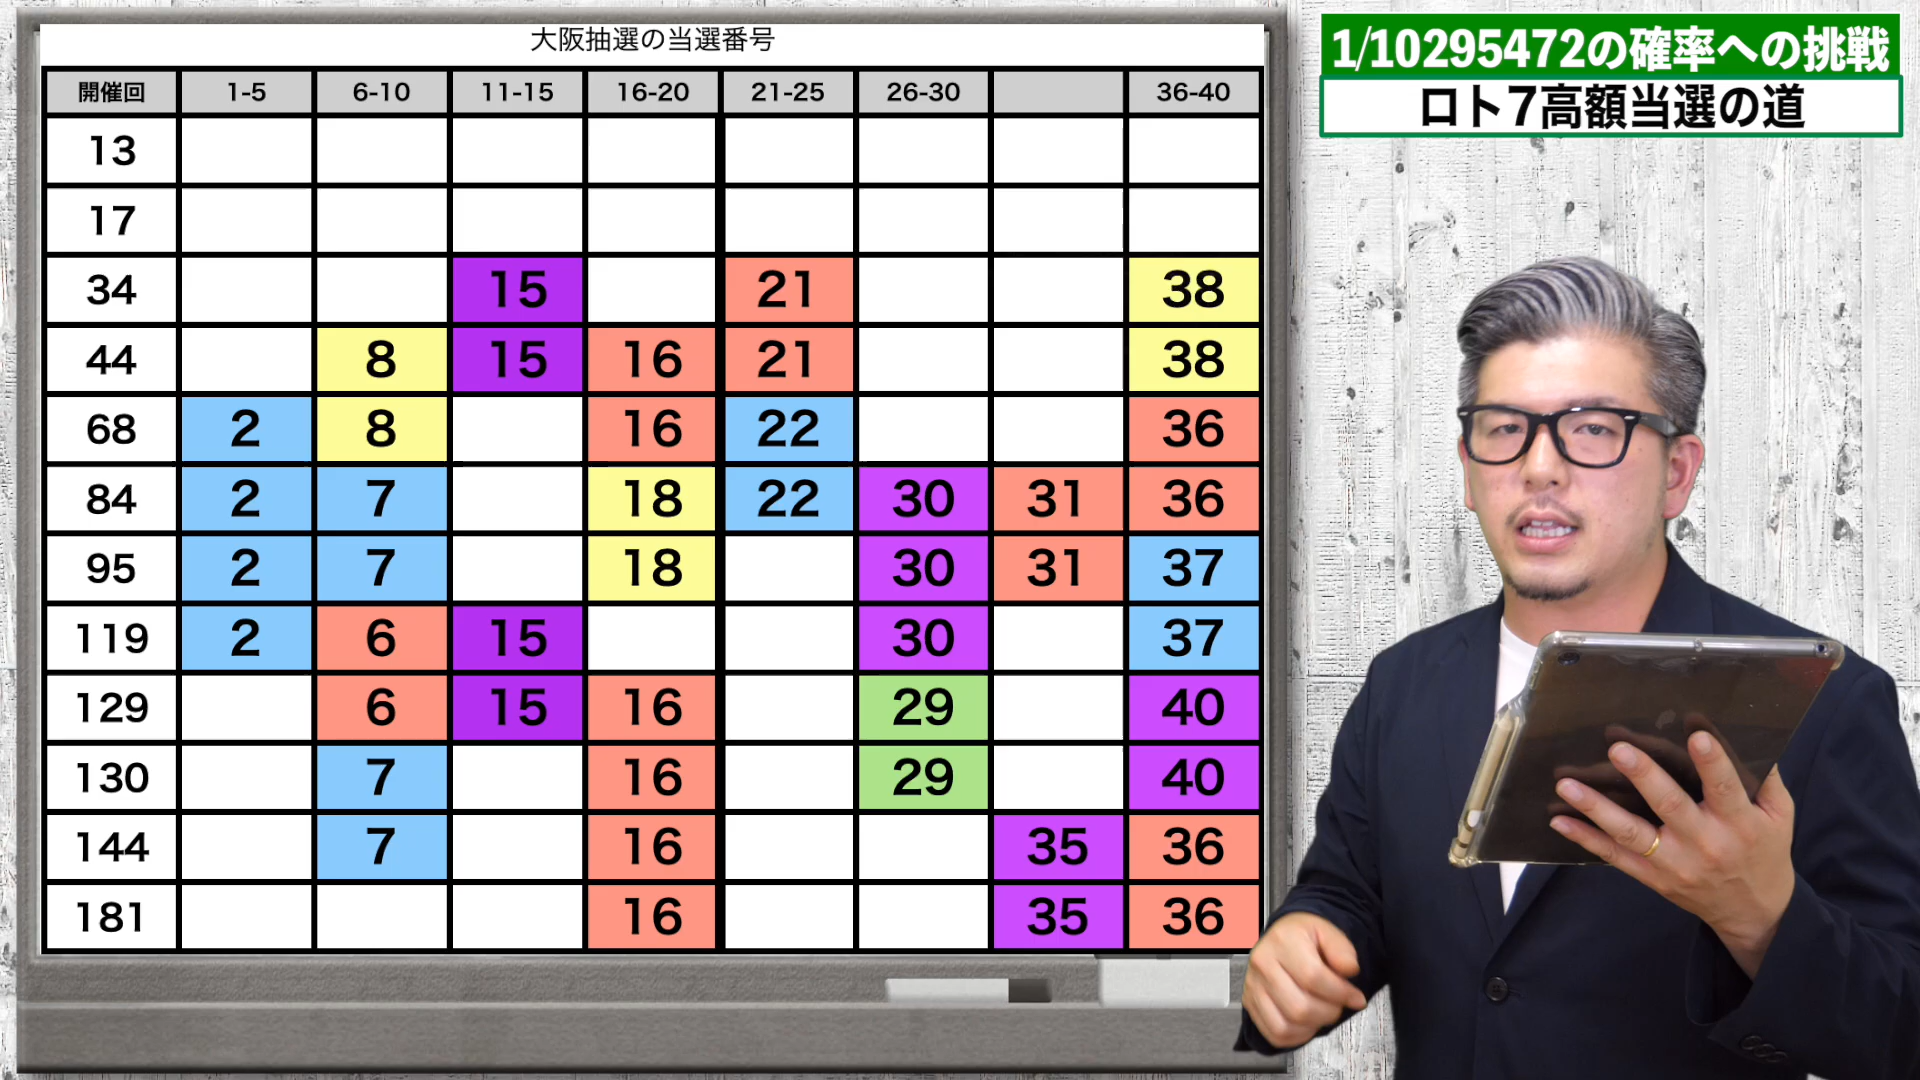 大阪抽選の当選番号
1/10295472の確率への挑戦
ロト7高額当選の道
開催回 1-5 6-10 11-15 16-20 21-25 26-30 36-40
13
17
34 15 21 38
44 8 15 16 21 38
68 2 8 16 22 36
84 2 7 18 22 30 31 36
95 2 7 18 30 31 37
119 2 6 15 30 37
129 6 15 16 29 40
130 7 16 29 40
144 7 16 35 36
181 16 35 36